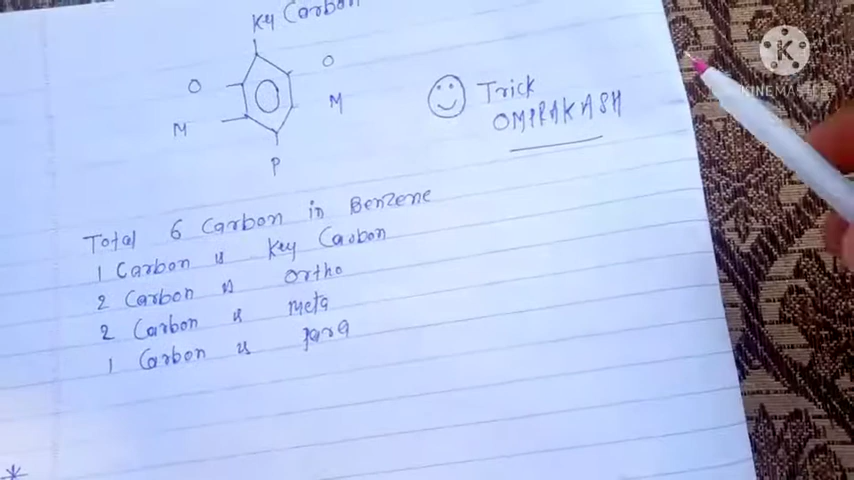 Key Carbon
O
O
M
M
P
Trick
OMPRAKASH
Total 6 Carbon in Benzene
1 Carbon is Key Carbon
2 Carbon is ortho
2 Carbon is meta
1 Carbon is para
*
K
KINEMASTER